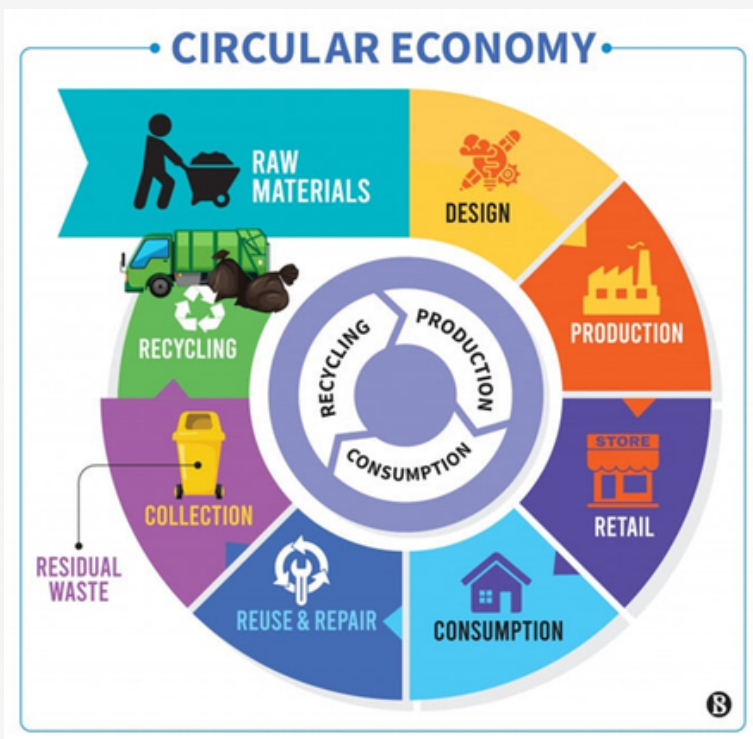 CIRCULAR ECONOMY
RAW
MATERIALS
DESIGN
PRODUCTION
STORE
RETAIL
CONSUMPTION
REUSE & REPAIR
COLLECTION
RESIDUAL
WASTE
RECYCLING
RECYCLING
PRODUCTION
CONSUMPTION